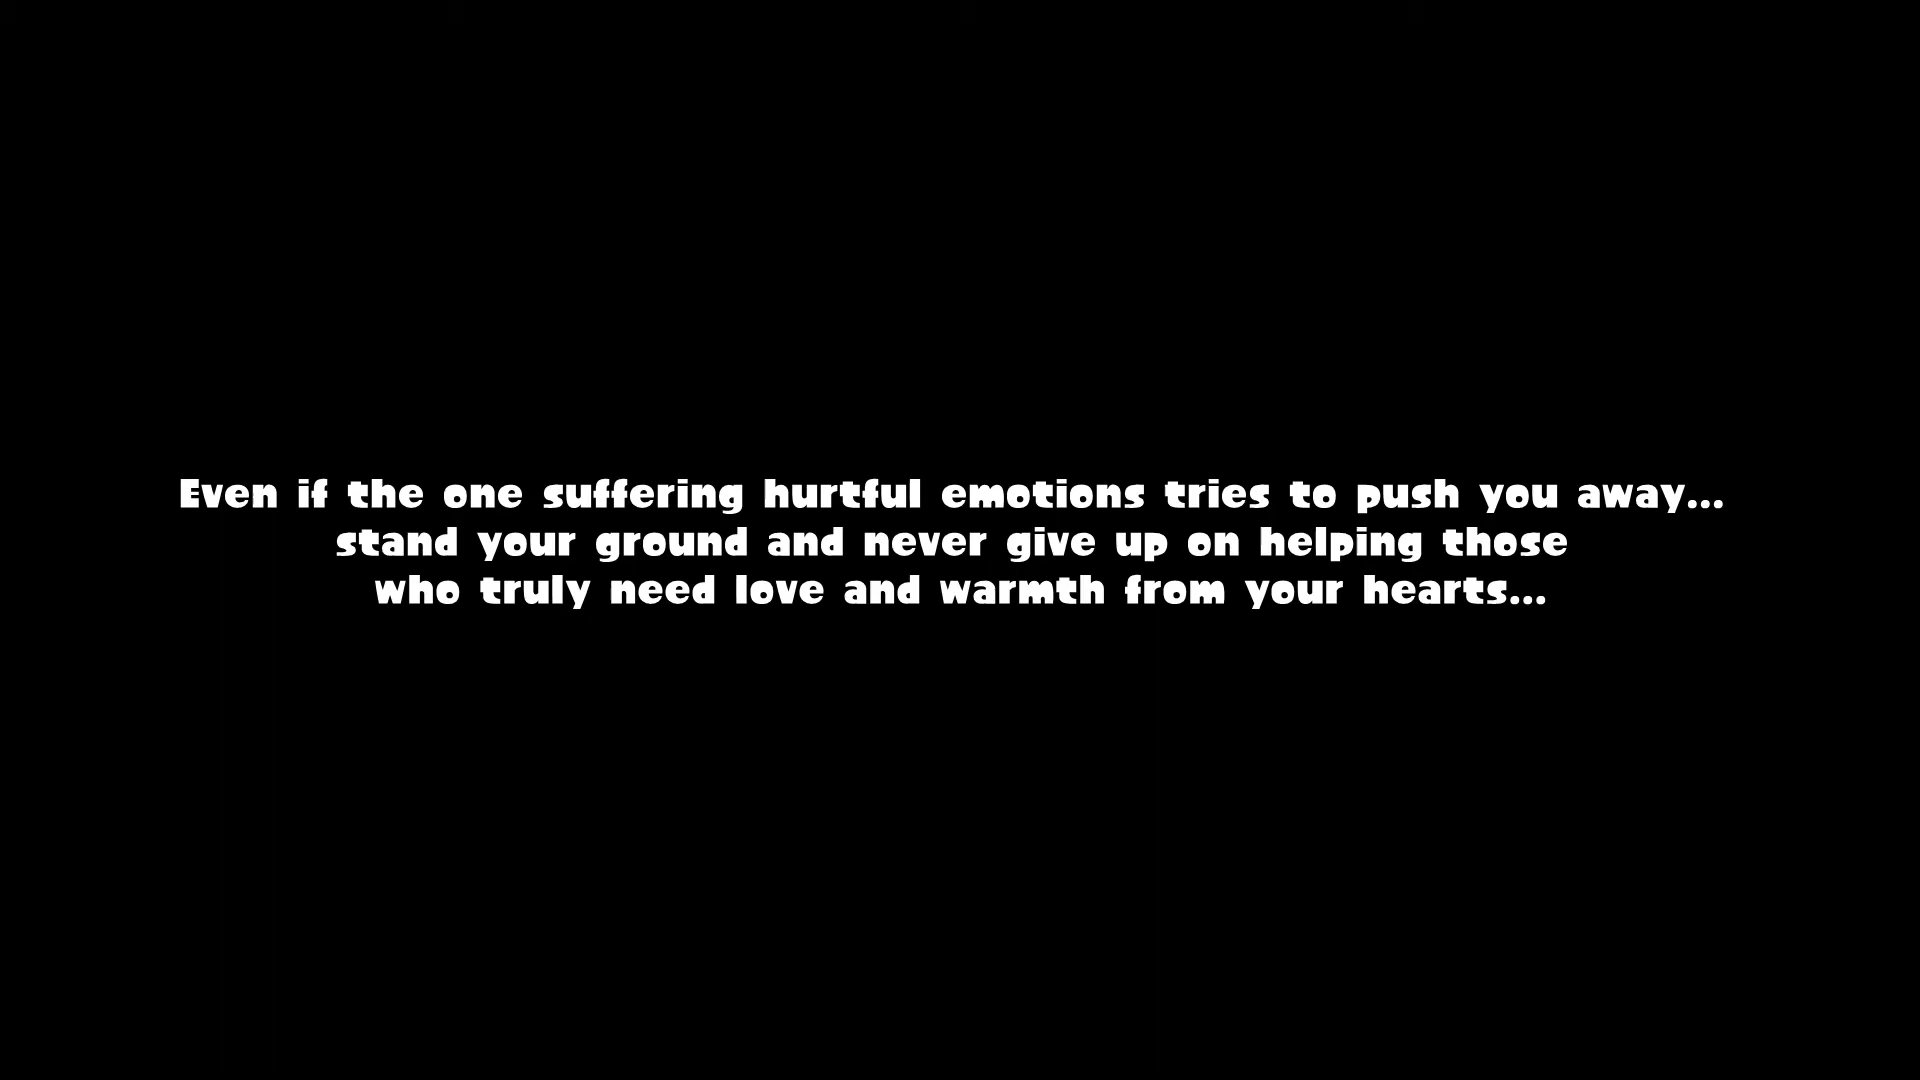 Even if the one suffering hurtful emotions tries to push you away...
stand your ground and never give up on helping those
who truly need love and warmth from your hearts...